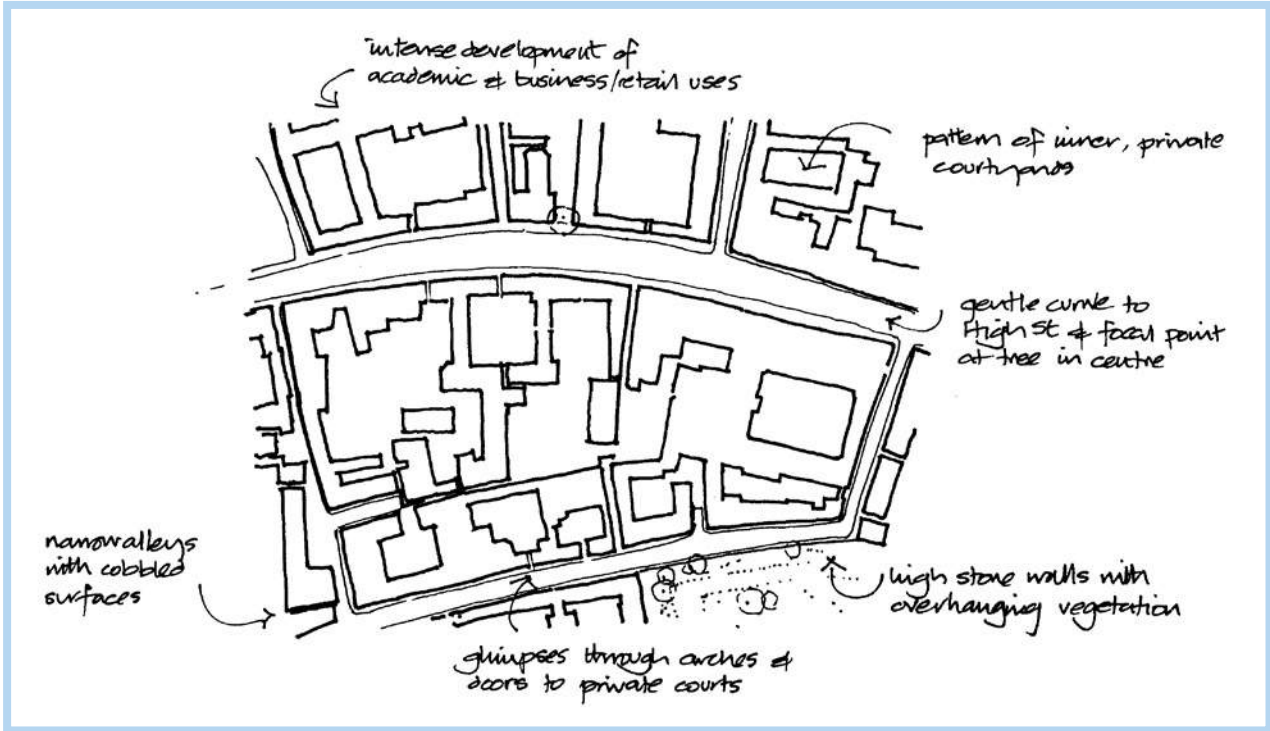 intense development of
academic & business/retail uses
pattern of inner, private
courtyards
gentle curve to
High St & focal point
at tree in centre
narrow alleys
with cobbled
surfaces
high stone walls with
overhanging vegetation
glimpses through arches &
doors to private courts